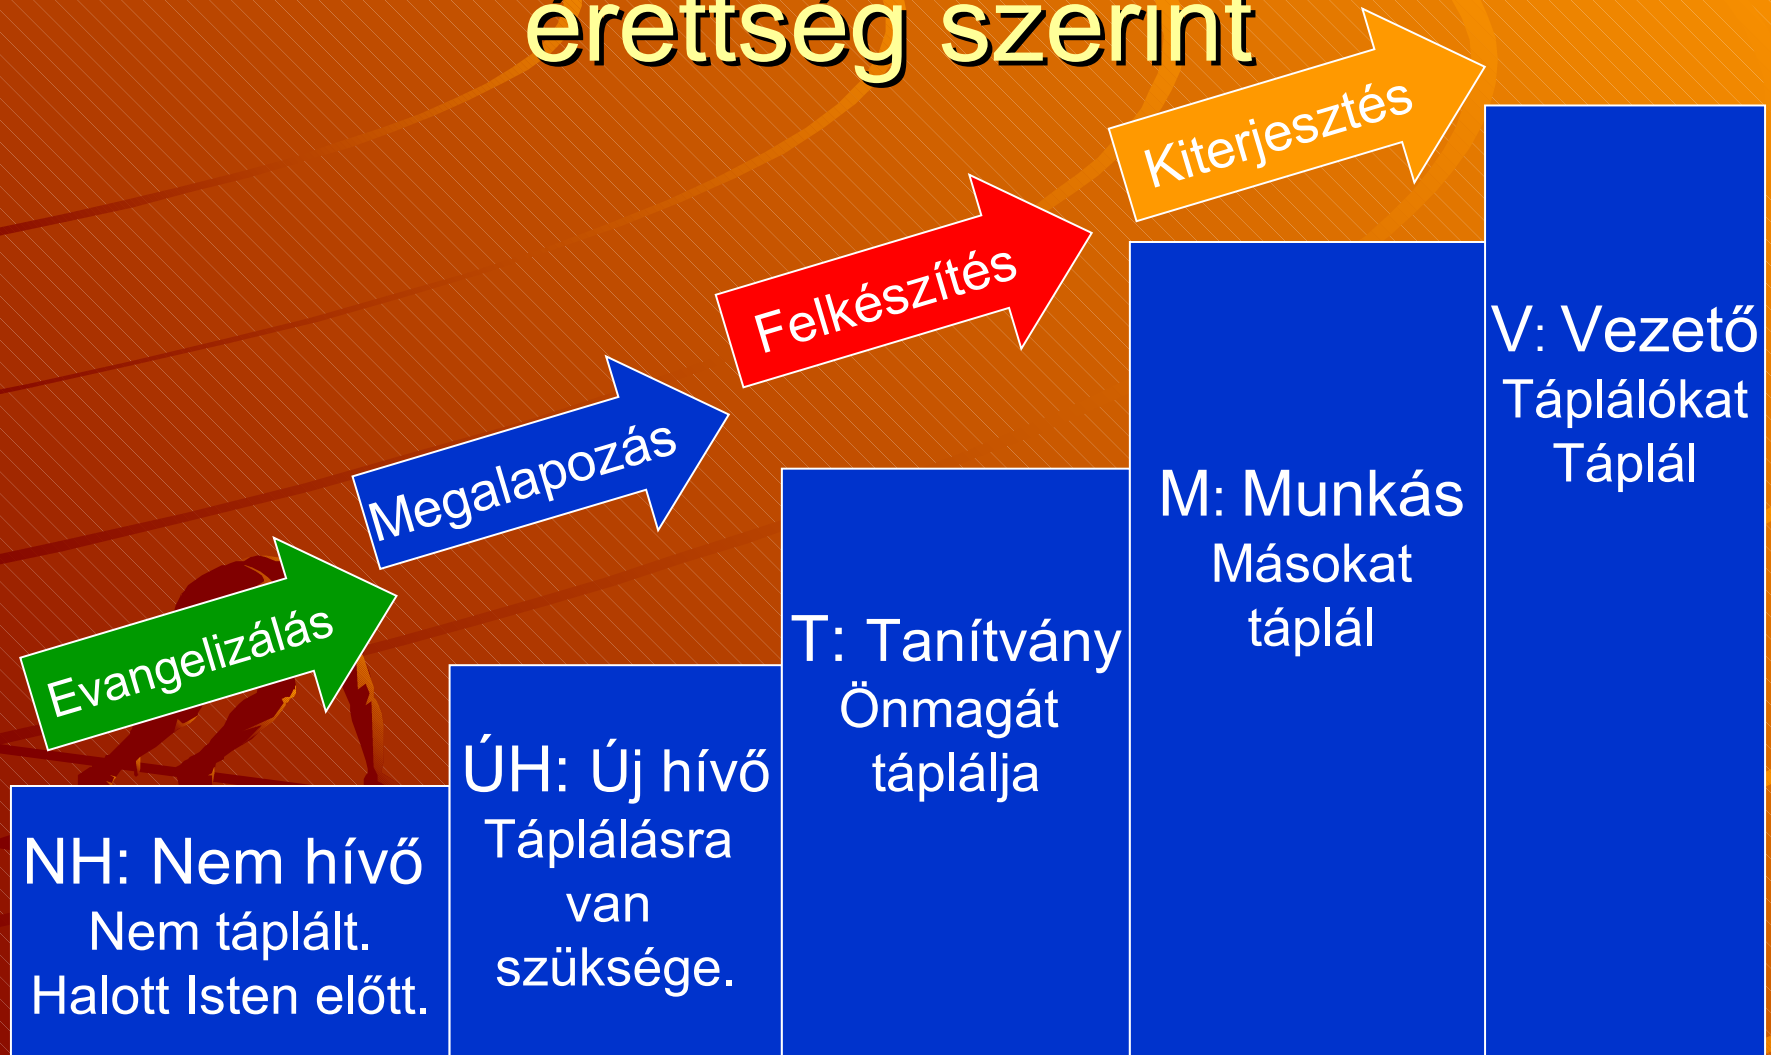 érettség szerint
Kiterjesztés
Felkészítés
Megalapozás
Evangelizálás
NH: Nem hívő
Nem táplált.
Halott Isten előtt.
ÚH: Új hívő
Táplálásra
van
szüksége.
T: Tanítvány
Önmagát
táplálja
M: Munkás
Másokat
táplál
V: Vezető
Táplálókat
Táplál